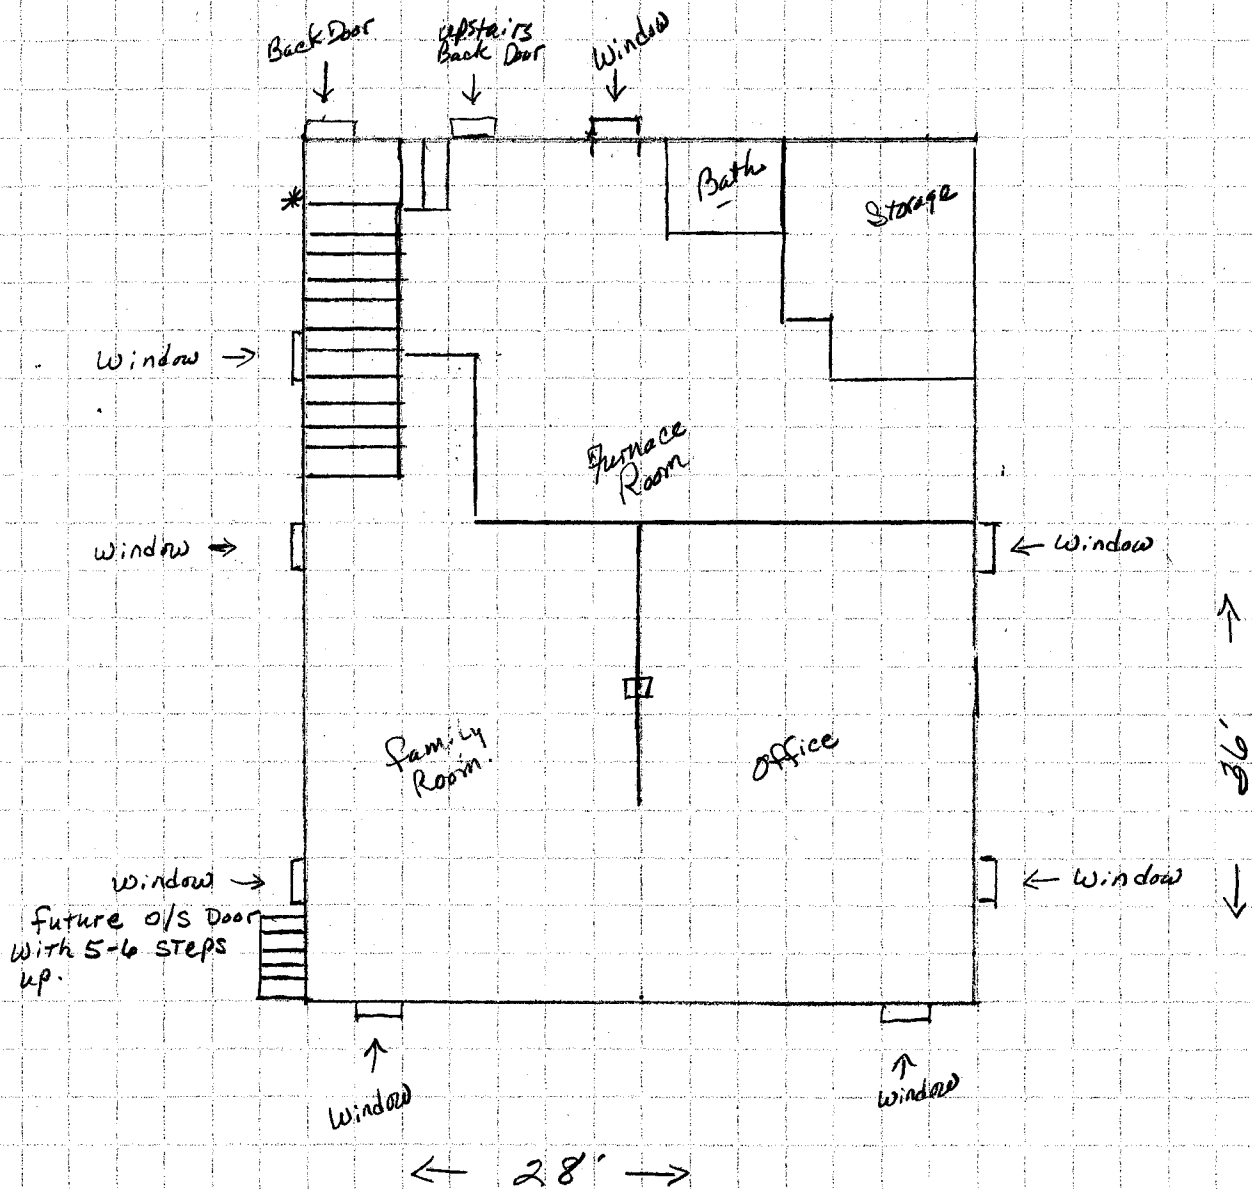 Back Door
upstairs
Back Door
Window
Bath
Storage
*
Window →
Furnace
Room
Window →
← Window
36'
Family
Room.
Office
Window →
← Window
future O/S Door
with 5-6 steps
up.
Window
Window
28'